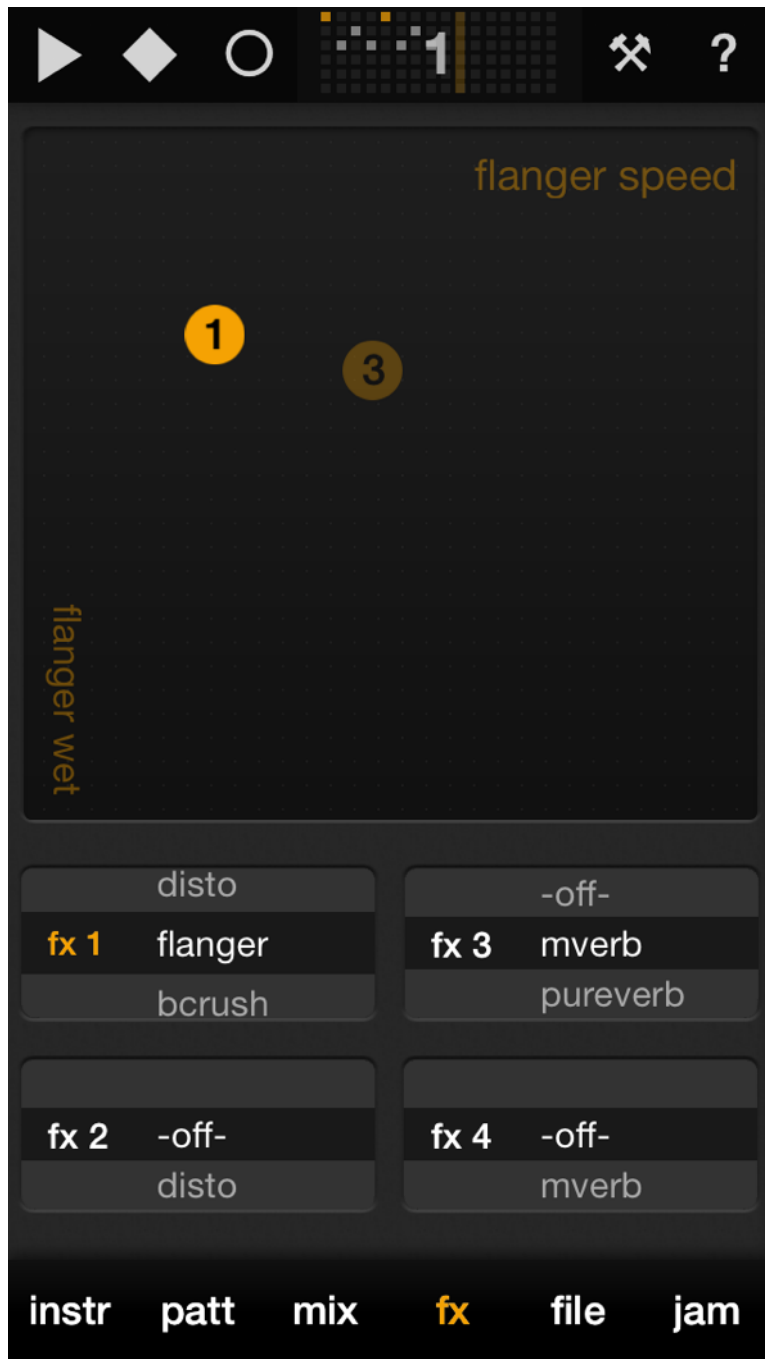 1
?
flanger speed
1
3
flanger wet
disto
fx 1 flanger
bcrush
-off-
fx 3 mverb
pureverb
fx 2 -off-
disto
fx 4 -off-
mverb
instr patt mix fx file jam